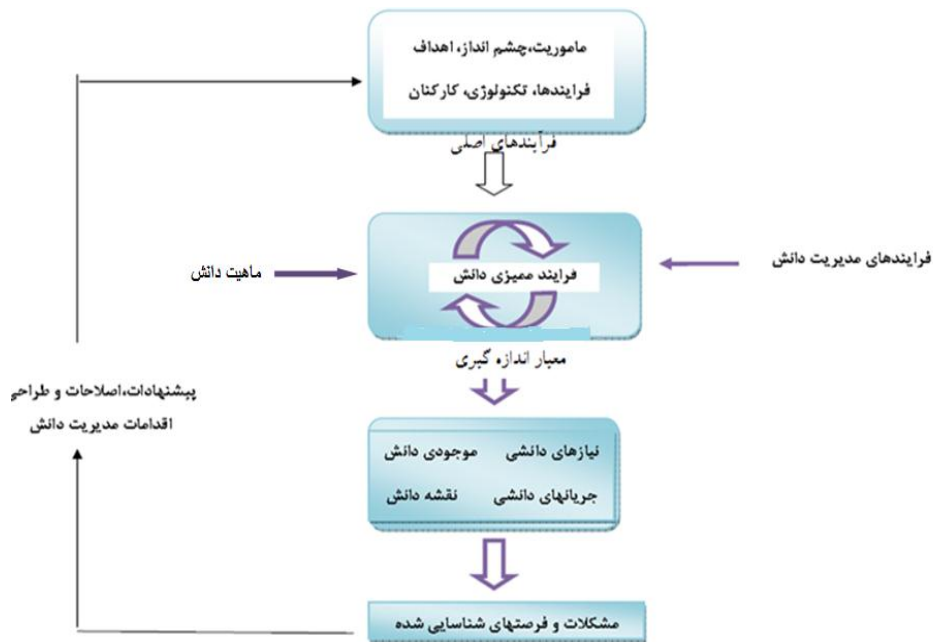 ماموریت،چشم انداز، اهداف
فرایندها، تکنولوژی، کارکنان
فرآیندهای اصلی
فرایندهای مدیریت دانش
فرایند ممیزی دانش
ماهیت دانش
معیار اندازه گیری
پیشنهادات،اصلاحات و طراحی
اقدامات مدیریت دانش
نیازهای دانشی موجودی دانش
جریانهای دانشی نقشه دانش
مشکلات و فرصتهای شناسایی شده